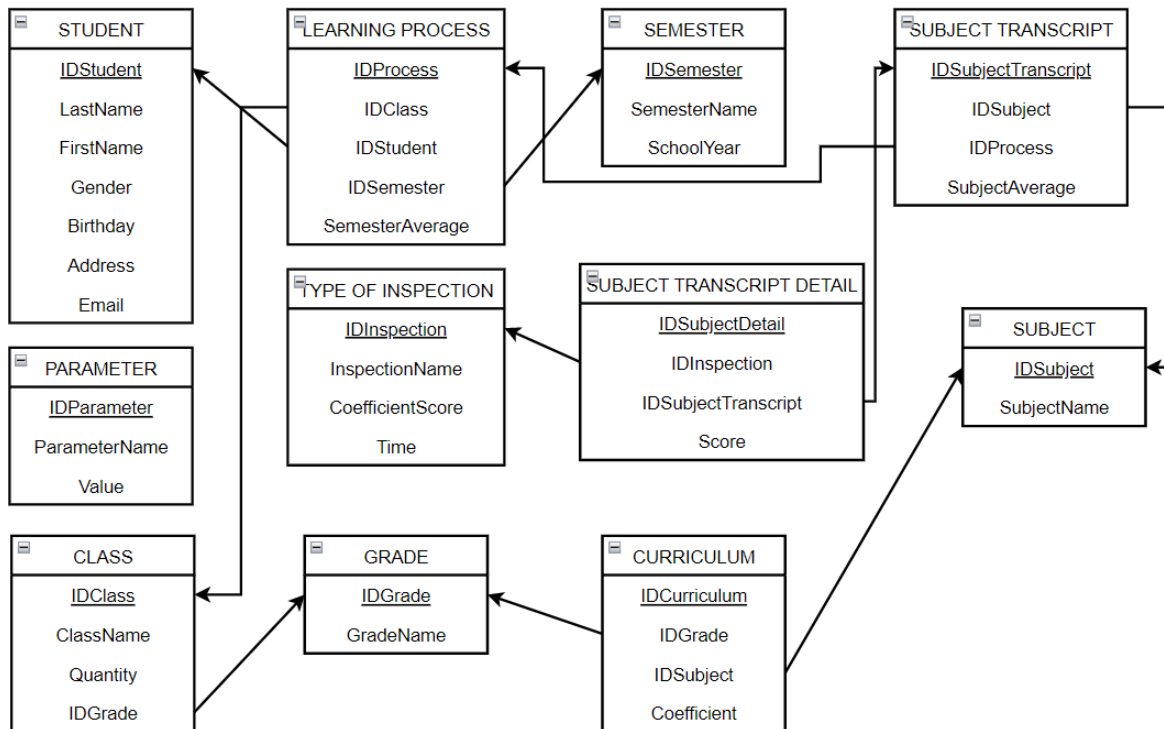 STUDENT
IDStudent
LastName
FirstName
Gender
Birthday
Address
Email
LEARNING PROCESS
IDProcess
IDClass
IDStudent
IDSemester
SemesterAverage
SEMESTER
IDSemester
SemesterName
SchoolYear
SUBJECT TRANSCRIPT
IDSubjectTranscript
IDSubject
IDProcess
SubjectAverage
TYPE OF INSPECTION
IDInspection
InspectionName
CoefficientScore
Time
SUBJECT TRANSCRIPT DETAIL
IDSubjectDetail
IDInspection
IDSubjectTranscript
Score
SUBJECT
IDSubject
SubjectName
PARAMETER
IDParameter
ParameterName
Value
CLASS
IDClass
ClassName
Quantity
IDGrade
GRADE
IDGrade
GradeName
CURRICULUM
IDCurriculum
IDGrade
IDSubject
Coefficient